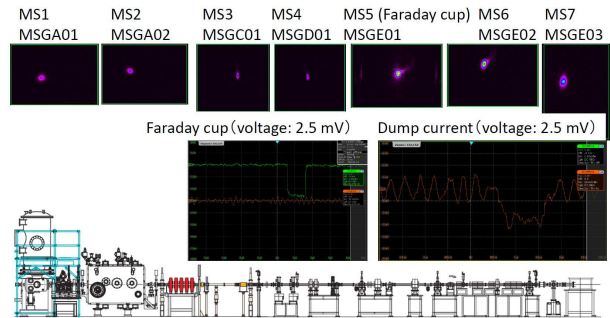 MS1
MSGA01
MS2
MSGA02
MS3
MSGC01
MS4
MSGD01
MS5 (Faraday cup)
MSGE01
MS6
MSGE02
MS7
MSGE03
Faraday cup(voltage: 2.5 mV)
Dump current(voltage: 2.5 mV)